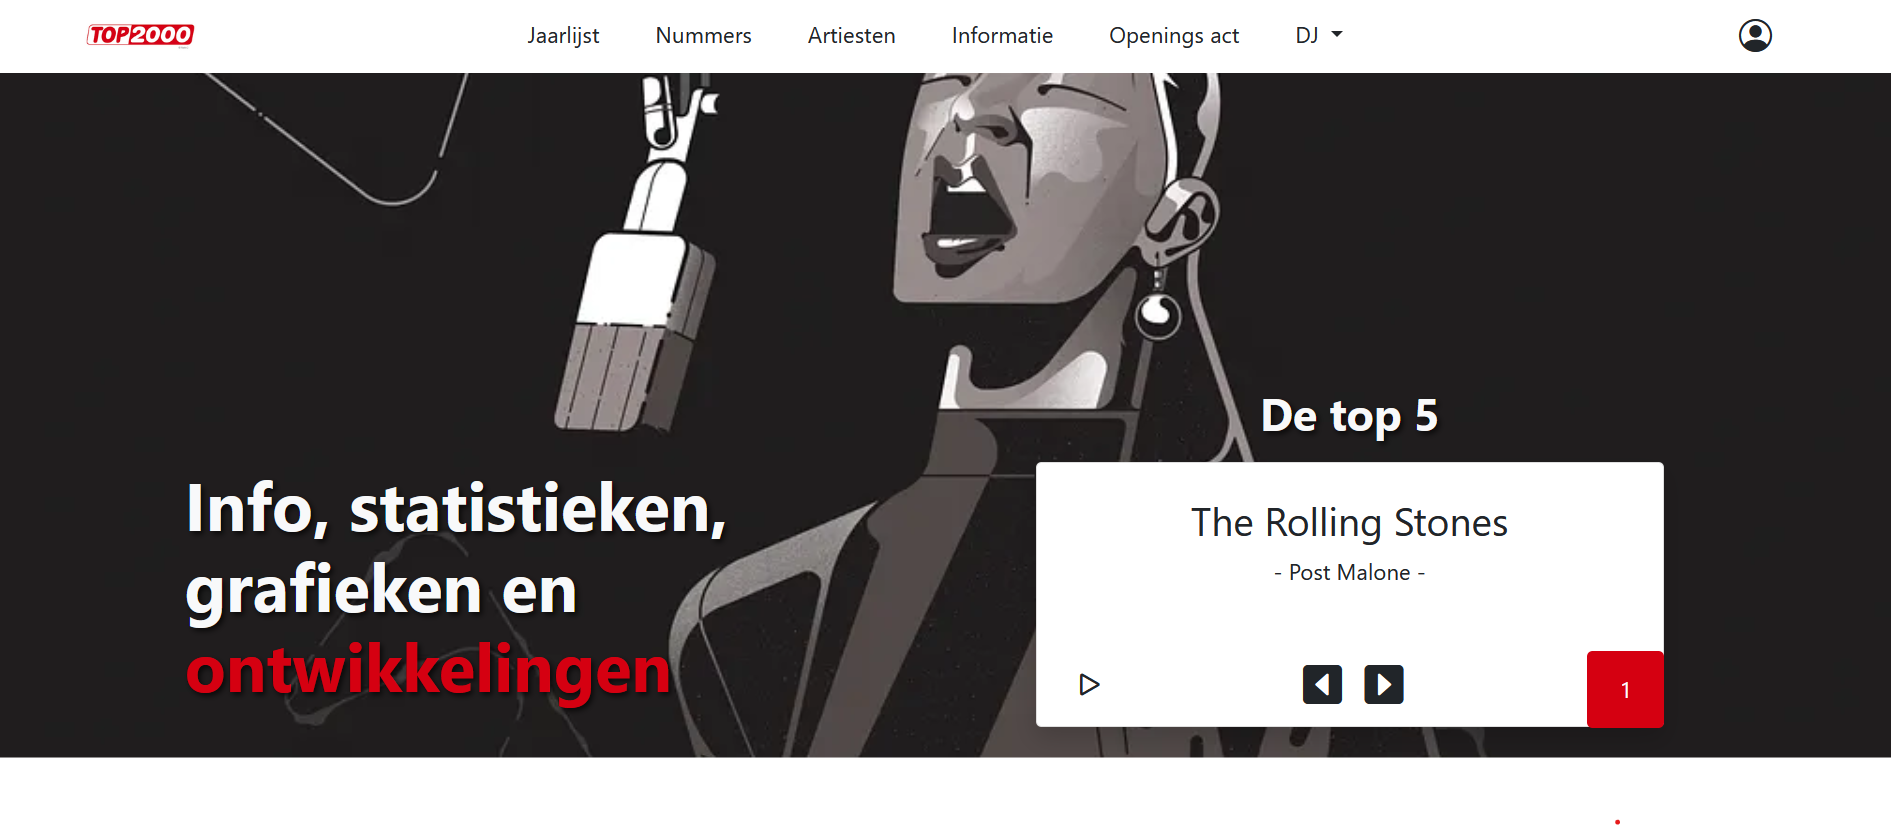 TOP2000
Jaarlijst
Nummers
Artiesten
Informatie
Openings act
DJ
De top 5
Info, statistieken,
grafieken en
ontwikkelingen
The Rolling Stones
- Post Malone -
1